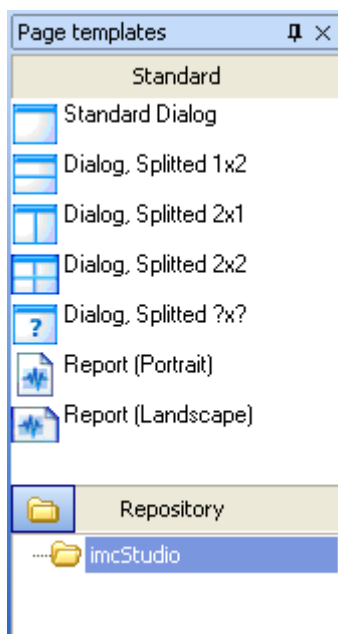 Page templates
Standard
Standard Dialog
Dialog, Splitted 1x2
Dialog, Splitted 2x1
Dialog, Splitted 2x2
Dialog, Splitted ?x?
?
Report (Portrait)
Report (Landscape)
Repository
imcStudio